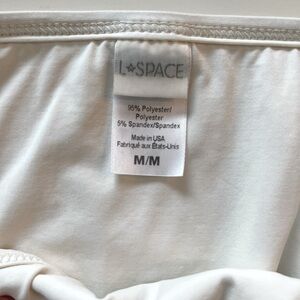 L★SPACE
95% Polyester/
Polyester
5% Spandex/Spandex
Made in USA
Fabriqué aux États-Unis
M/M